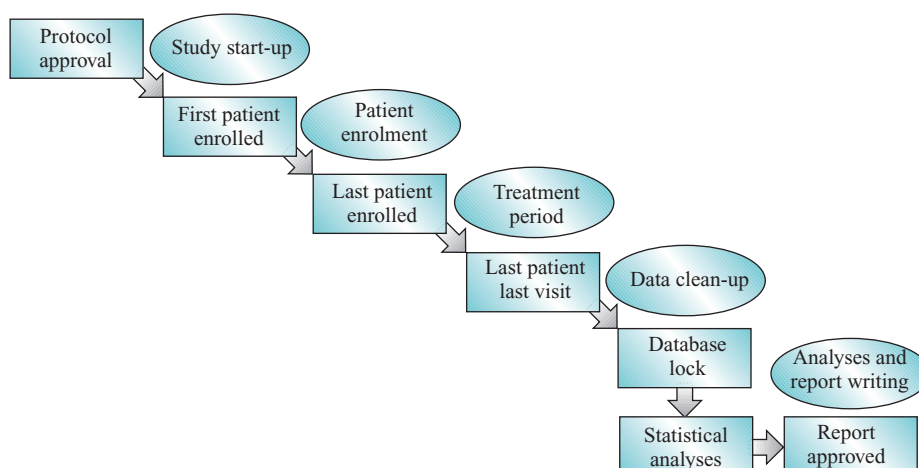 Protocol
approval
Study start-up
First patient
enrolled
Patient
enrolment
Last patient
enrolled
Treatment
period
Last patient
last visit
Data clean-up
Database
lock
Analyses and
report writing
Statistical
analyses
Report
approved